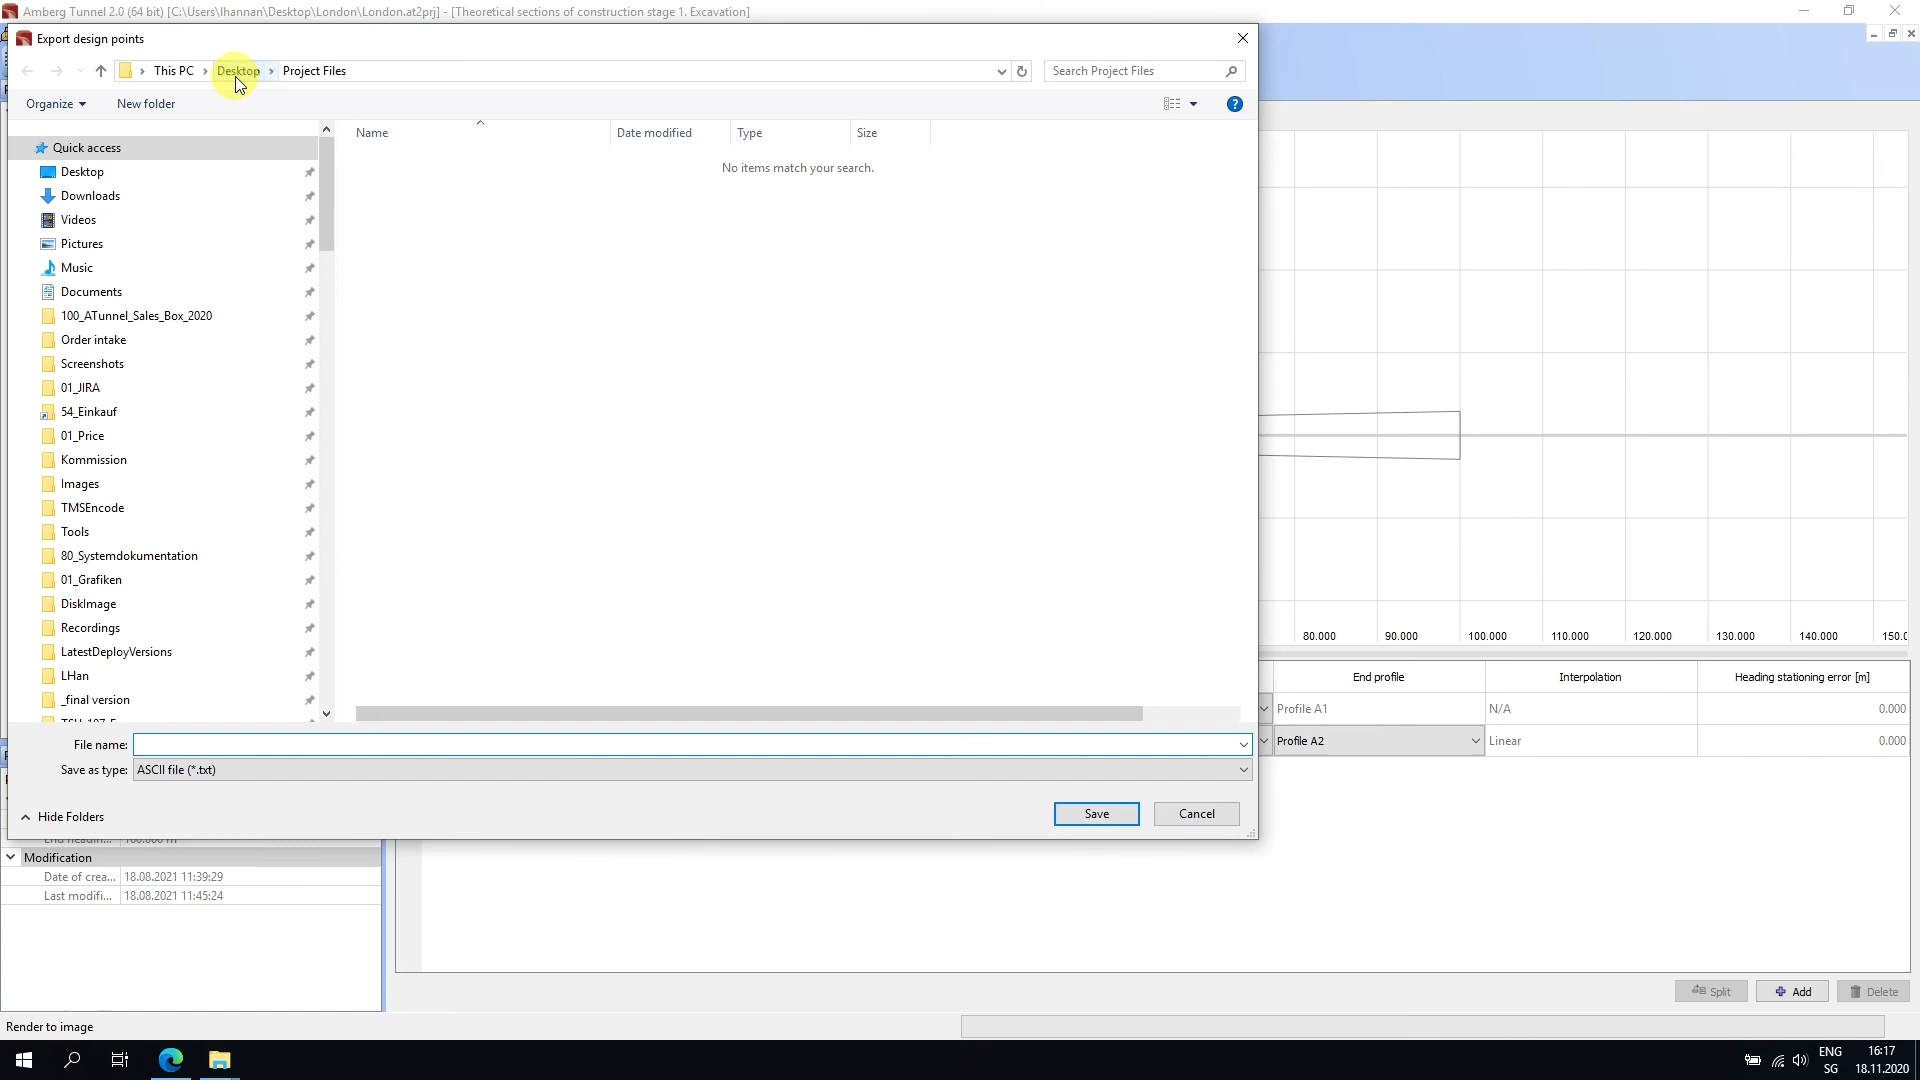 Amberg Tunnel 2.0 (64 bit) [C:\Users\lhannan\Desktop\London\London.at2prj] - [Theoretical sections of construction stage 1. Excavation]
Export design points
This PC > Desktop > Project Files
Search Project Files
Organize
New folder
Name
Date modified
Type
Size
No items match your search.
Quick access
Desktop
Downloads
Videos
Pictures
Music
Documents
100_ATunnel_Sales_Box_2020
Order intake
Screenshots
01_JIRA
54_Einkauf
01_Price
Kommission
Images
TMSEncode
Tools
80_Systemdokumentation
01_Grafiken
DiskImage
Recordings
LatestDeployVersions
LHan
_final version
File name:
Save as type: ASCII file (*.txt)
Hide Folders
Save
Cancel
80.000 90.000 100.000 110.000 120.000 130.000 140.000 150.0
End profile
Interpolation
Heading stationing error [m]
Profile A1
N/A
0.000
Profile A2
Linear
0.000
Modification
Date of crea... 18.08.2021 11:39:29
Last modifi... 18.08.2021 11:45:24
Split
Add
Delete
Render to image
ENG
SG
16:17
18.11.2020